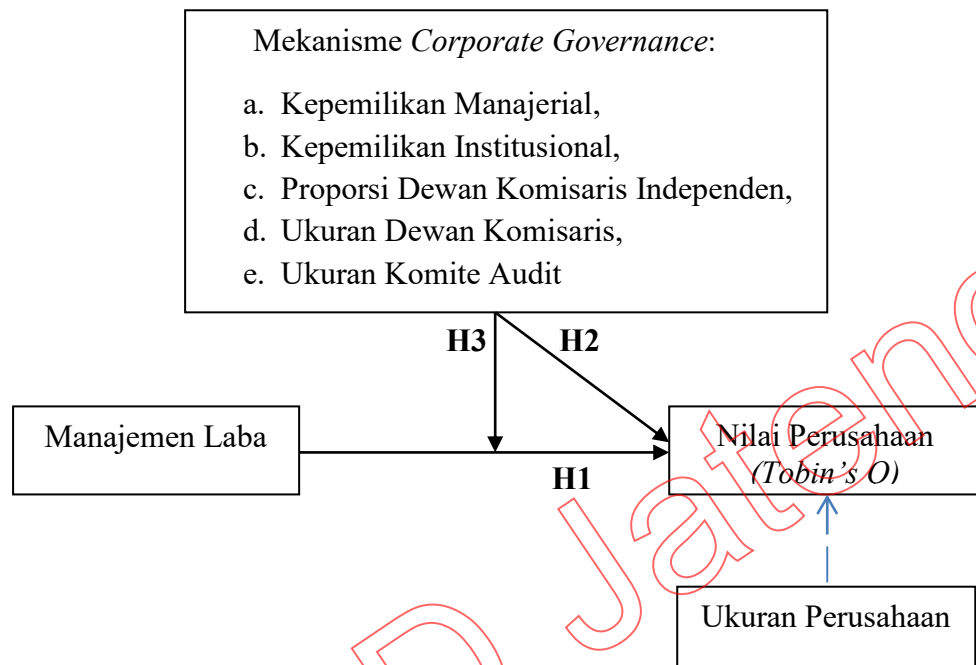 Mekanisme Corporate Governance:
a. Kepemilikan Manajerial,
b. Kepemilikan Institusional,
c. Proporsi Dewan Komisaris Independen,
d. Ukuran Dewan Komisaris,
e. Ukuran Komite Audit
H3
H2
Manajemen Laba
Nilai Perusahaan
(Tobin's O)
H1
Ukuran Perusahaan
Jateng